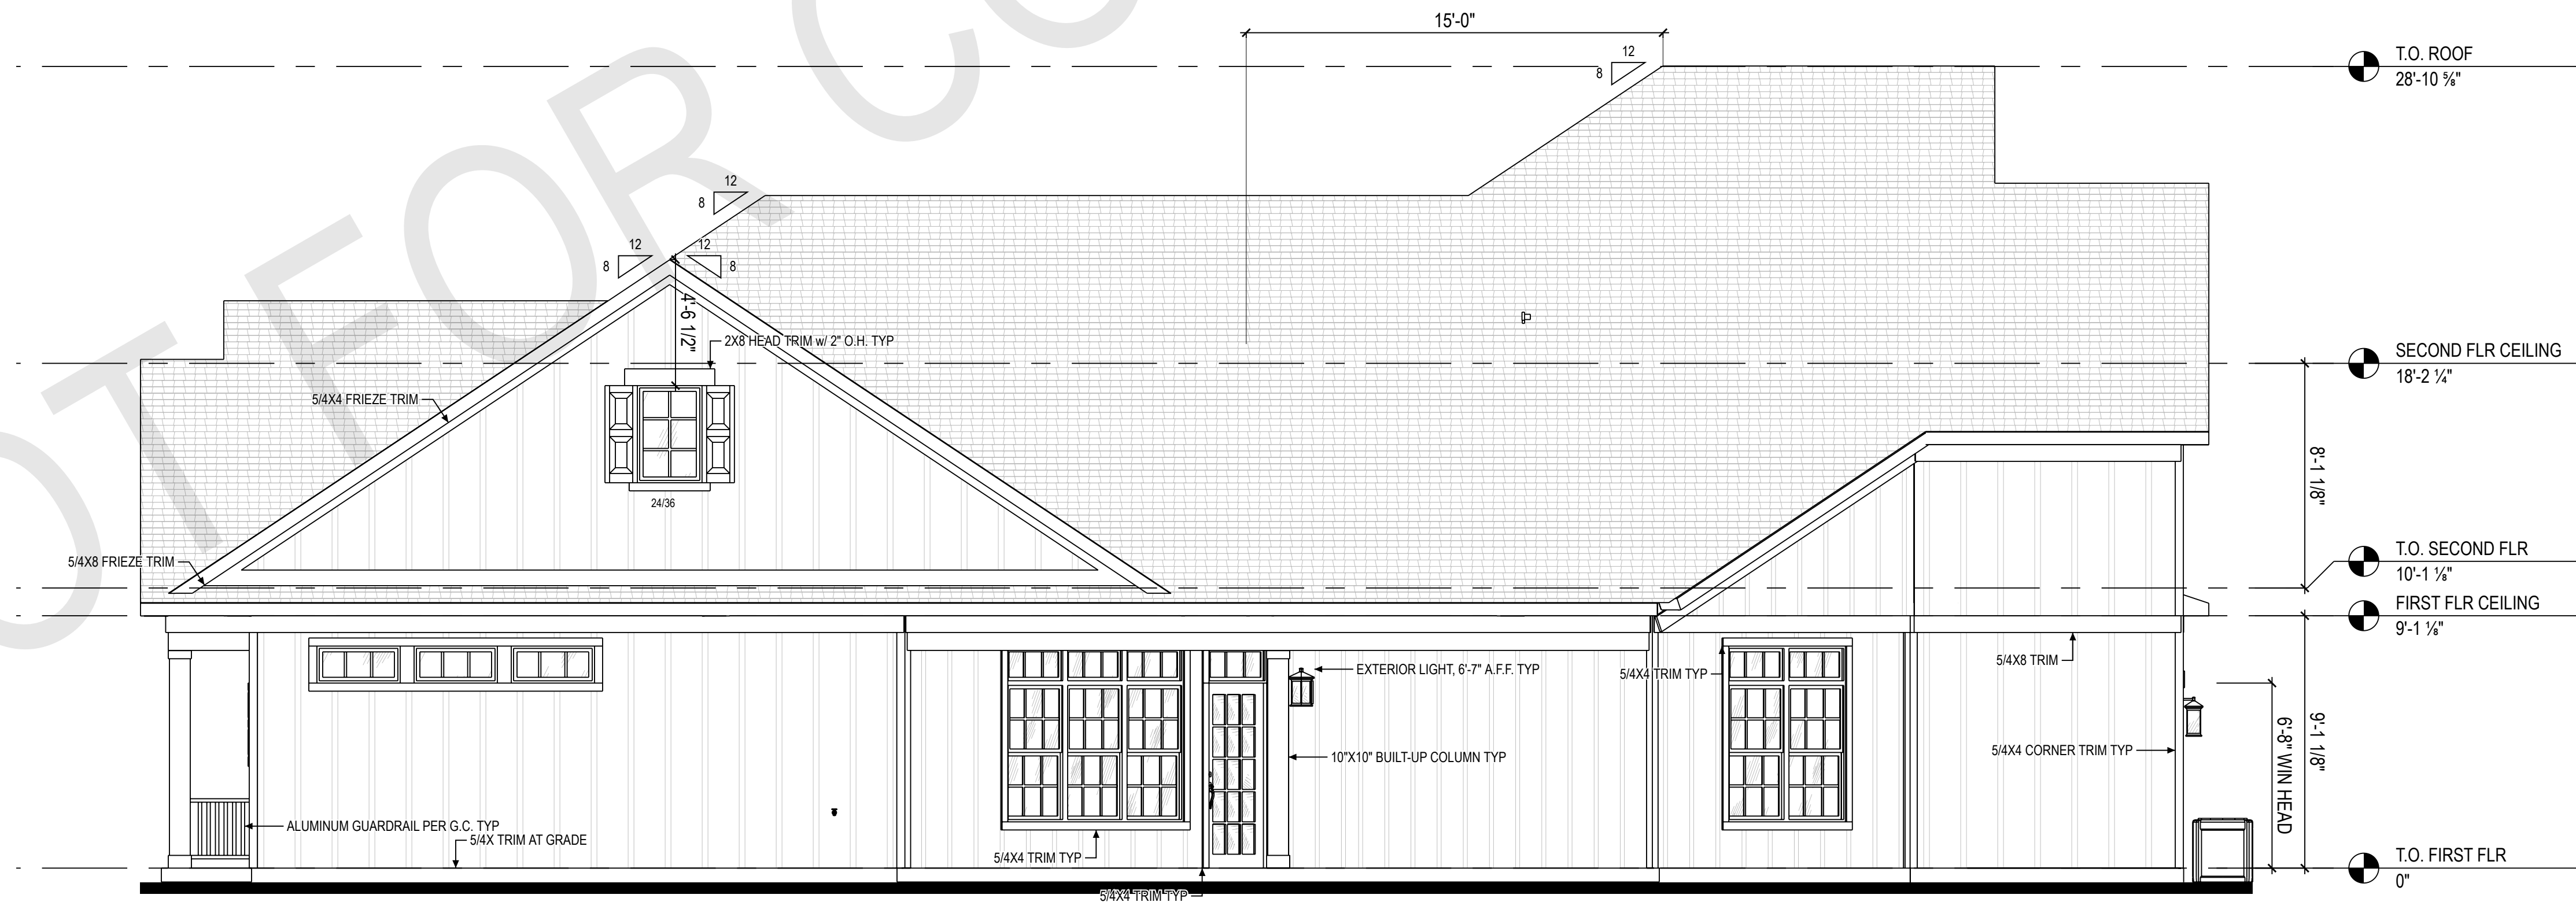 NOT FOR CO
15'-0"
12
8
T.O. ROOF
28'-10 ⅝"
12
8
12
8
12
8
4'-6 1/2"
2X8 HEAD TRIM w/ 2" O.H. TYP
SECOND FLR CEILING
18'-2 ¼"
5/4X4 FRIEZE TRIM
24/36
8'-1 1/8"
5/4X8 FRIEZE TRIM
T.O. SECOND FLR
10'-1 ⅛"
FIRST FLR CEILING
9'-1 ⅛"
EXTERIOR LIGHT, 6'-7" A.F.F. TYP
5/4X4 TRIM TYP
5/4X8 TRIM
10"X10" BUILT-UP COLUMN TYP
5/4X4 CORNER TRIM TYP
6'-8" WIN HEAD
9'-1 1/8"
ALUMINUM GUARDRAIL PER G.C. TYP
5/4X TRIM AT GRADE
5/4X4 TRIM TYP
T.O. FIRST FLR
0"
5/4X4 TRIM TYP